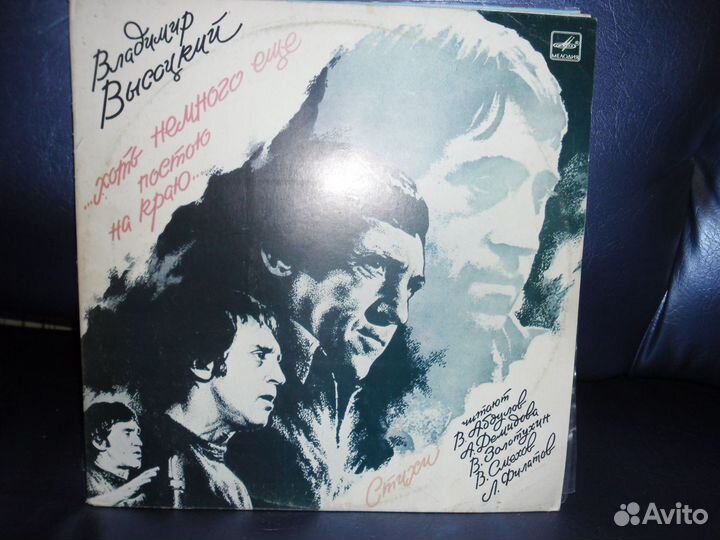 Владимир
Высоцкий
МЕЛОДИЯ
...хоть немного еще
постою
на краю...
Стихи
читают
В. Абдулов
А. Демидова
В. Золотухин
В. Смехов
Л. Филатов
Avito